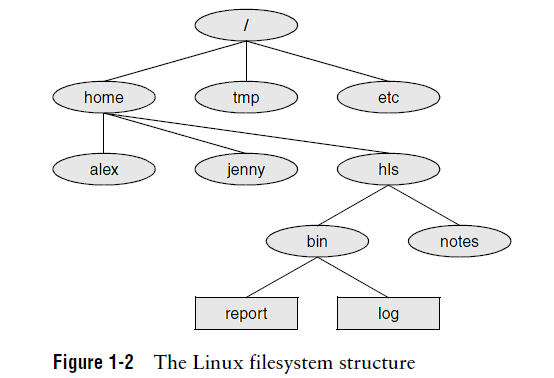 /
home tmp etc
alex jenny hls
bin notes
report log
Figure 1-2 The Linux filesystem structure